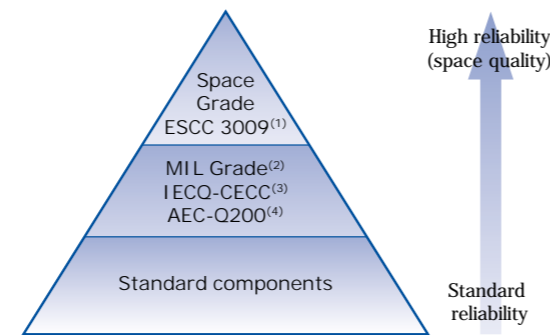 Space
Grade
ESCC 3009(1)
MIL Grade(2)
IECQ-CECC(3)
AEC-Q200(4)
Standard components
High reliability
(space quality)
Standard
reliability